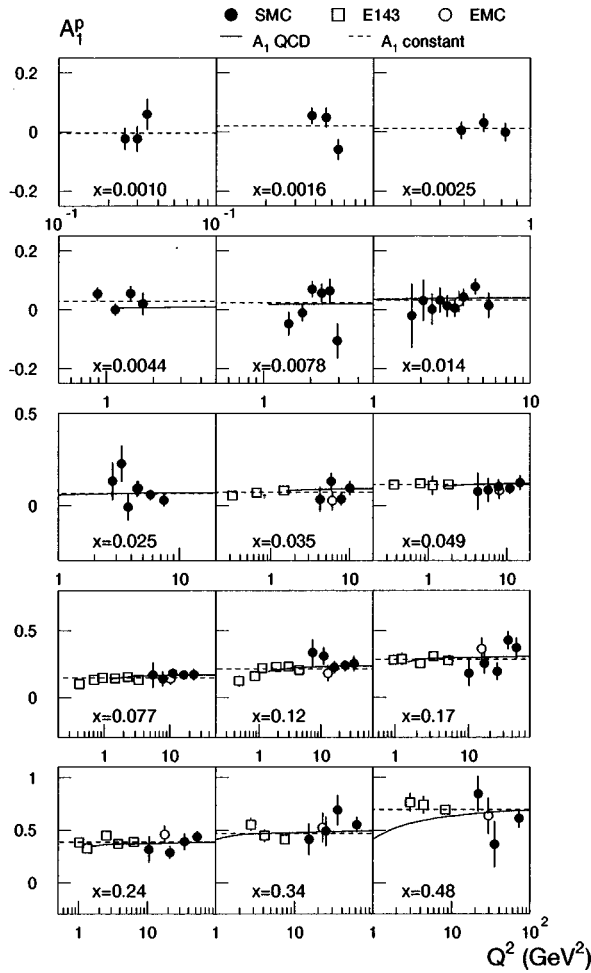 A₁ᵖ
● SMC □ E143 ○ EMC
— A₁ QCD ----- A₁ constant
0.2
0
-0.2
x=0.0010 x=0.0016 x=0.0025
10⁻¹ 10⁻¹ 1
0.2
0
-0.2
x=0.0044 x=0.0078 x=0.014
1 1 1 10
0.5
0
x=0.025 x=0.035 x=0.049
1 10 1 10 1 10
0.5
0
x=0.077 x=0.12 x=0.17
1 10 1 10 1 10
1
0.5
0
x=0.24 x=0.34 x=0.48
1 10 1 10 1 10 10²
Q² (GeV²)